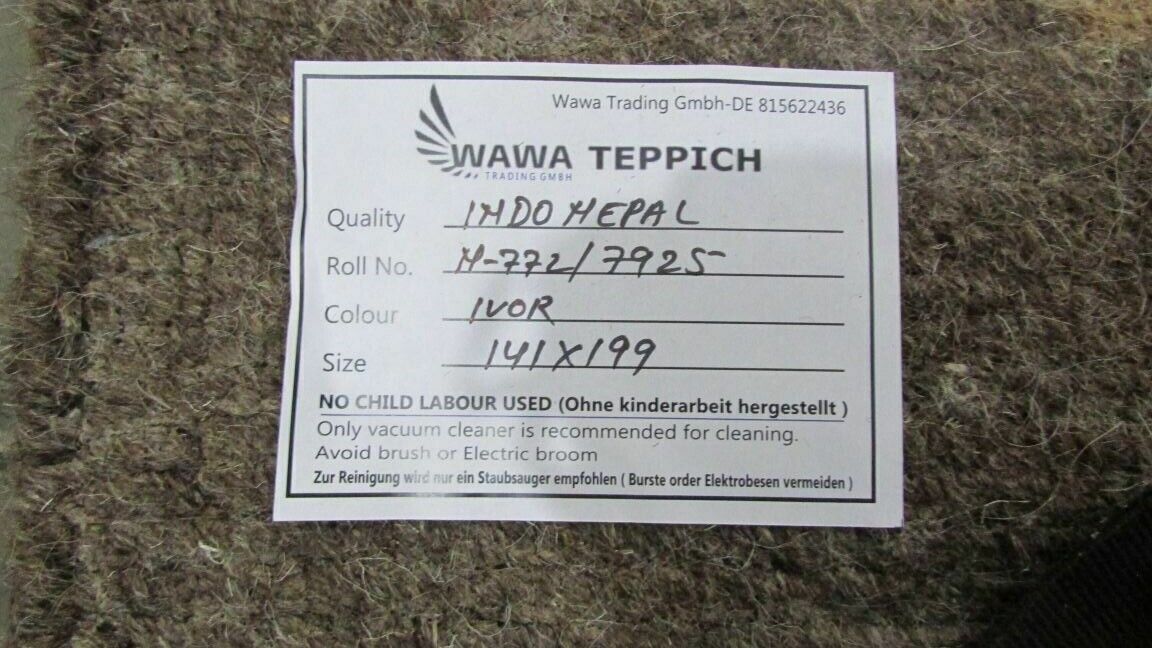 Wawa Trading Gmbh-DE 815622436
WAWA TEPPICH
TRADING GMBH
Quality INDO NEPAL
Roll No. N-772/7925
Colour IVOR
Size 141X199
NO CHILD LABOUR USED (Ohne kinderarbeit hergestellt )
Only vacuum cleaner is recommended for cleaning.
Avoid brush or Electric broom
Zur Reinigung wird nur ein Staubsauger empfohlen ( Burste order Elektrobesen vermeiden )